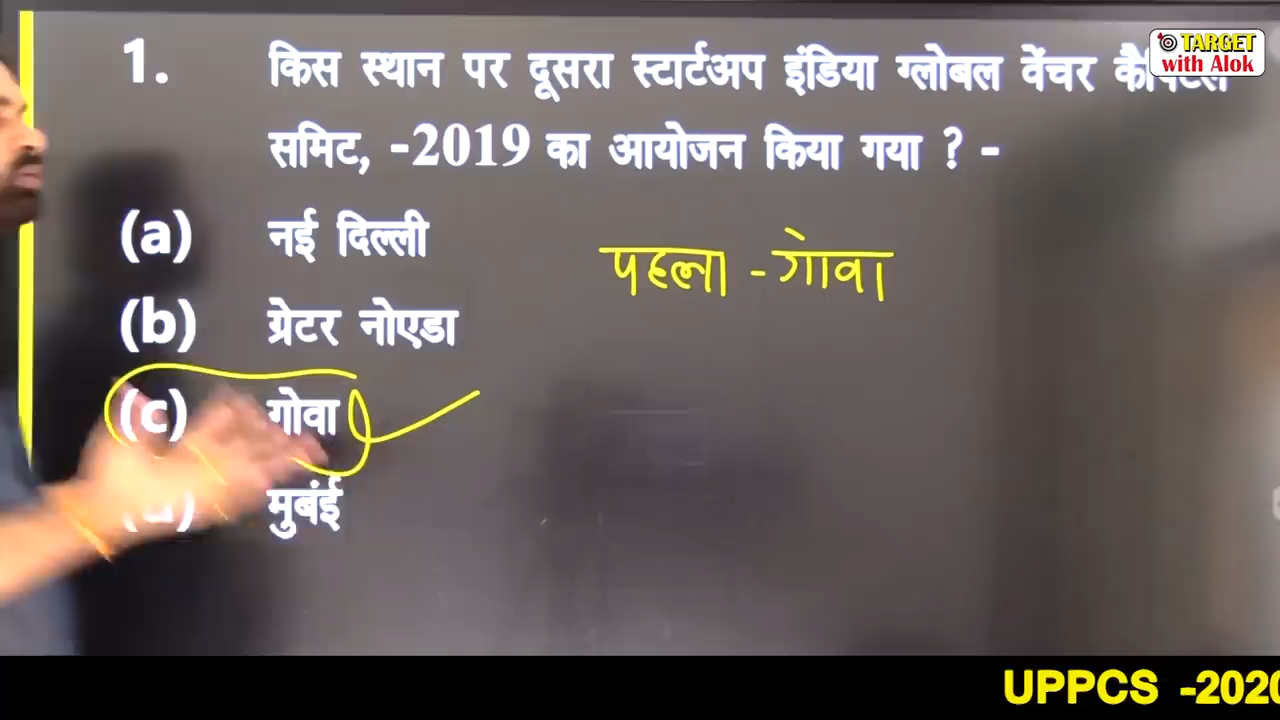 TARGET
with Alok
1. किस स्थान पर दूसरा स्टार्टअप इंडिया ग्लोबल वेंचर
समिट, -2019 का आयोजन किया गया ? -
(a) नई दिल्ली
पहला - गोवा
(b) ग्रेटर नोएडा
(c) गोवा
मुबंई
UPPCS -2020